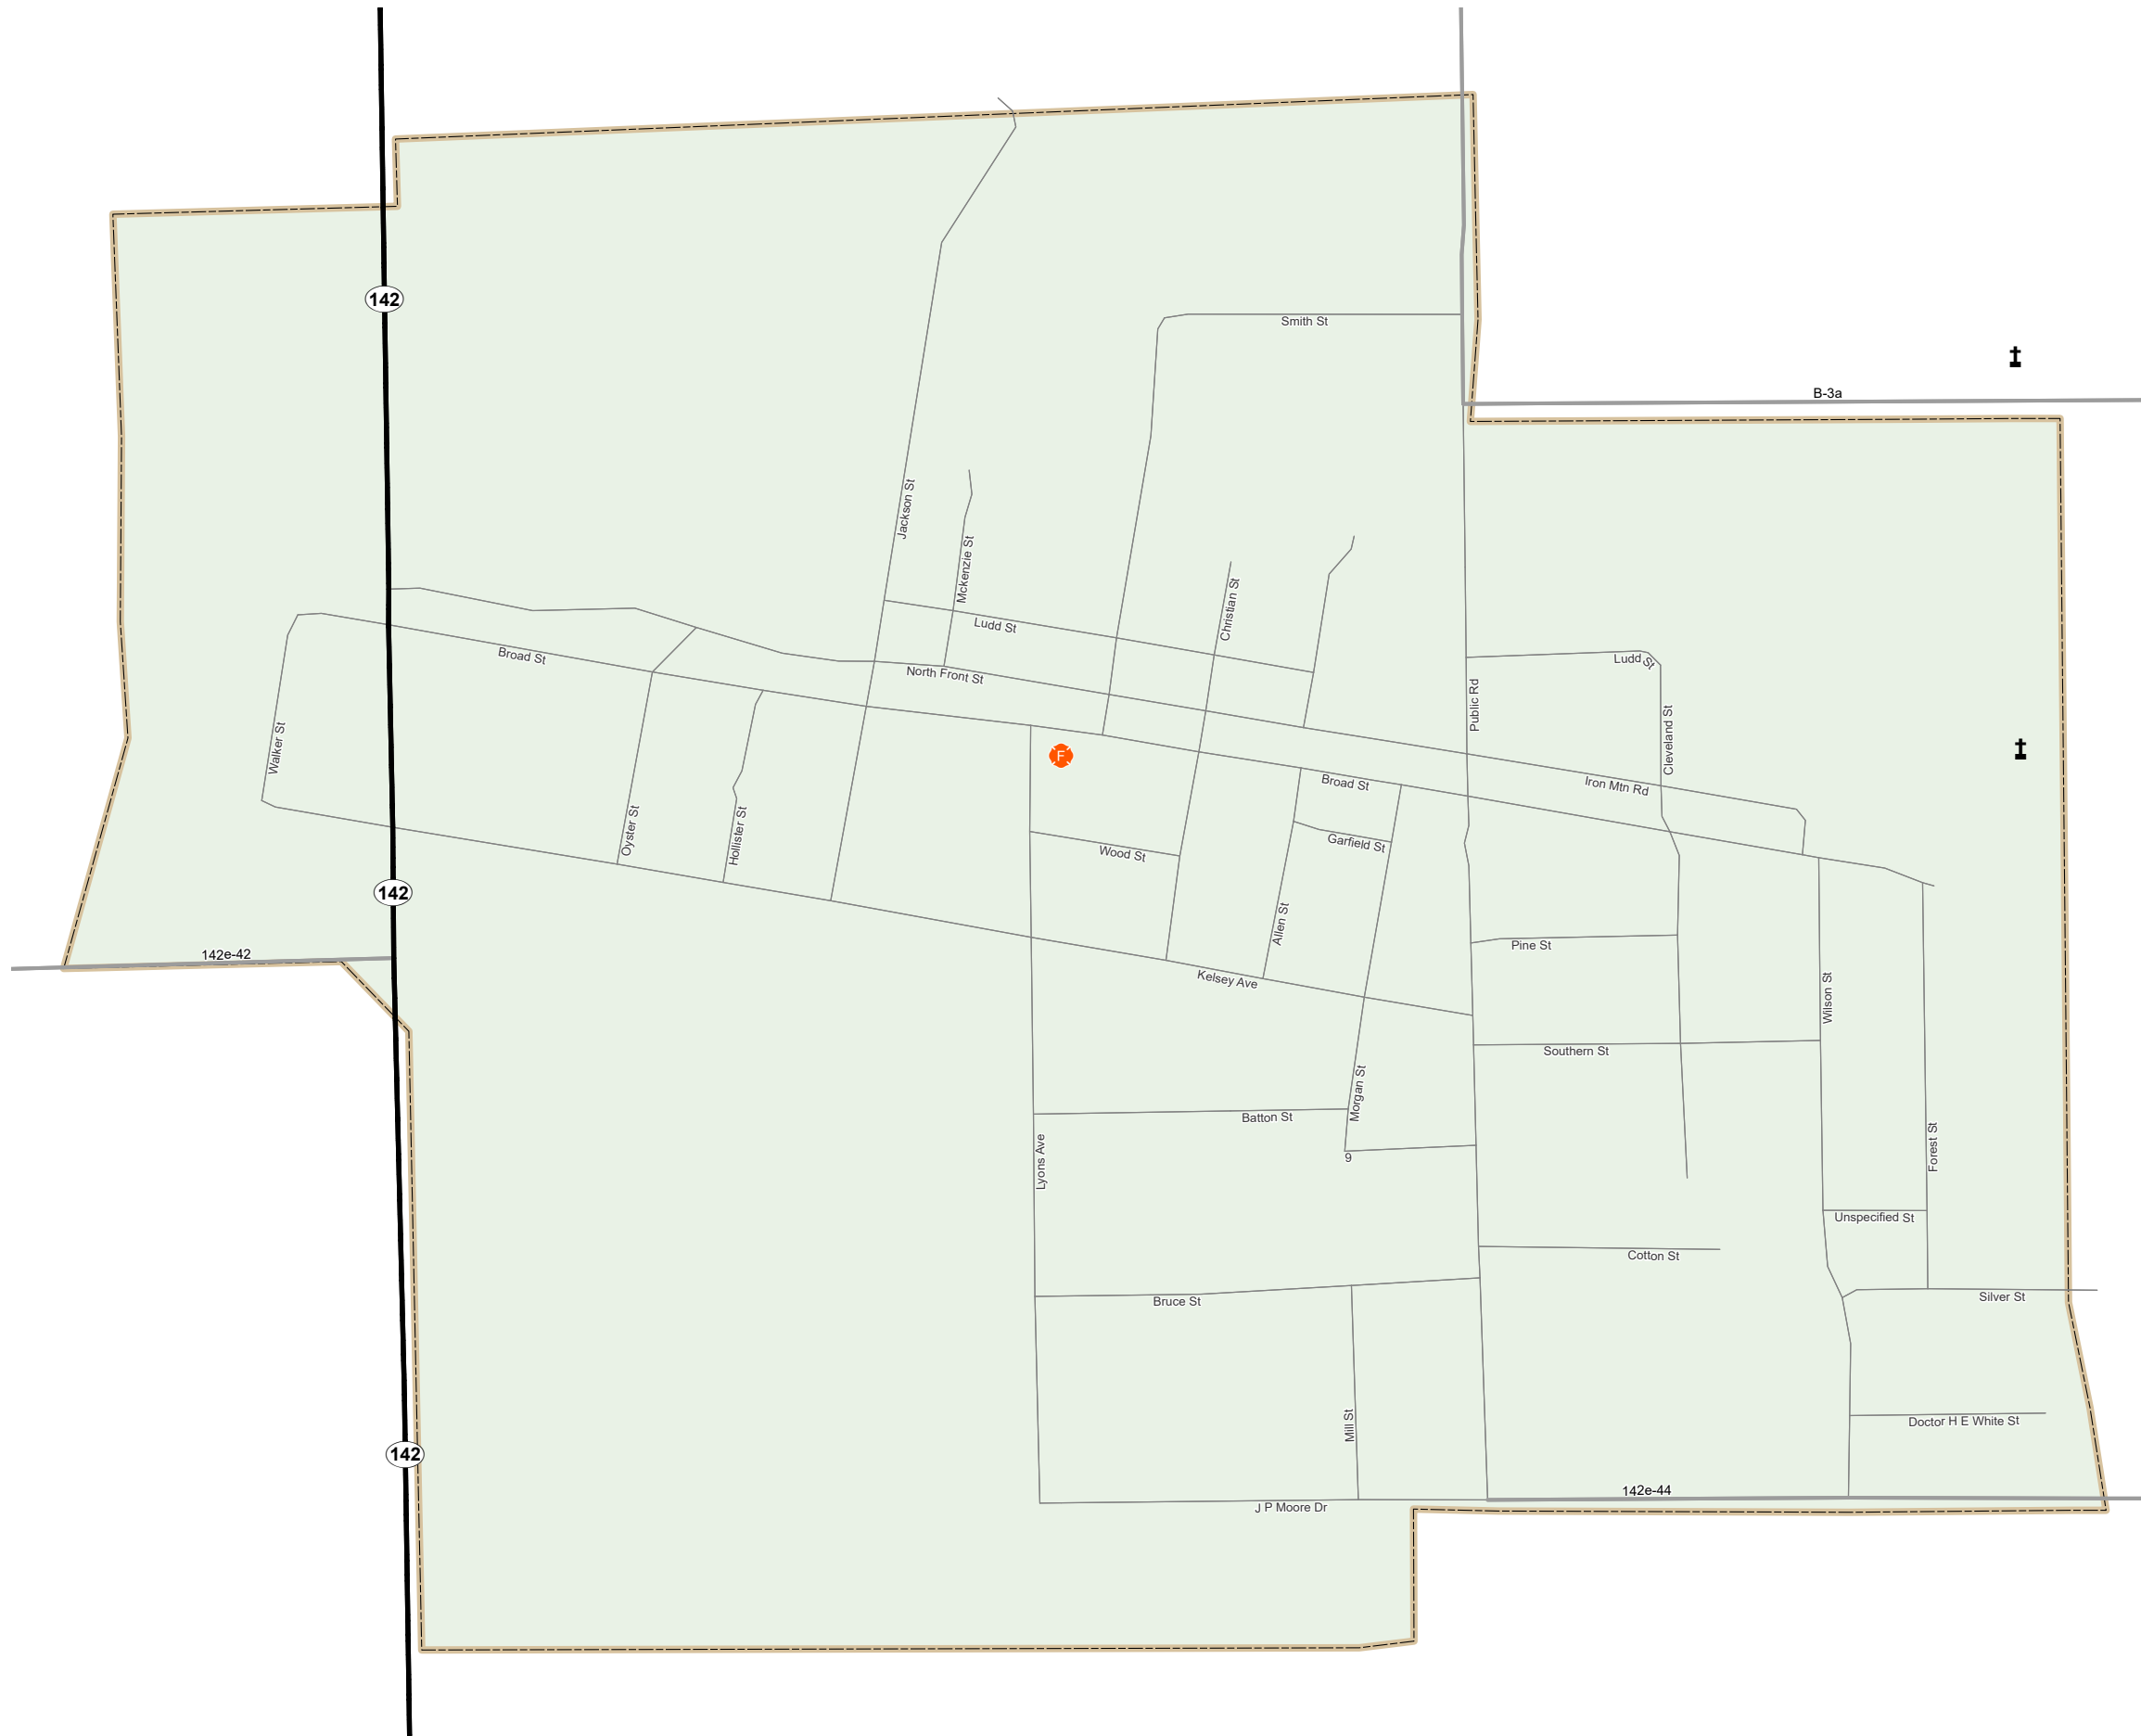 142
Smith St
B-3a
Jackson St
Mckenzie St
Christian St
Ludd St
Broad St
North Front St
Ludd St
Public Rd
Cleveland St
Walker St
Iron Mtn Rd
Broad St
Oyster St
Hollister St
F
Wood St
Garfield St
142
Allen St
Pine St
142e-42
Kelsey Ave
Wilson St
Southern St
Morgan St
Batton St
Lyons Ave
9
Forest St
Unspecified St
Cotton St
Bruce St
Silver St
Mill St
Doctor H E White St
142
142e-44
J P Moore Dr